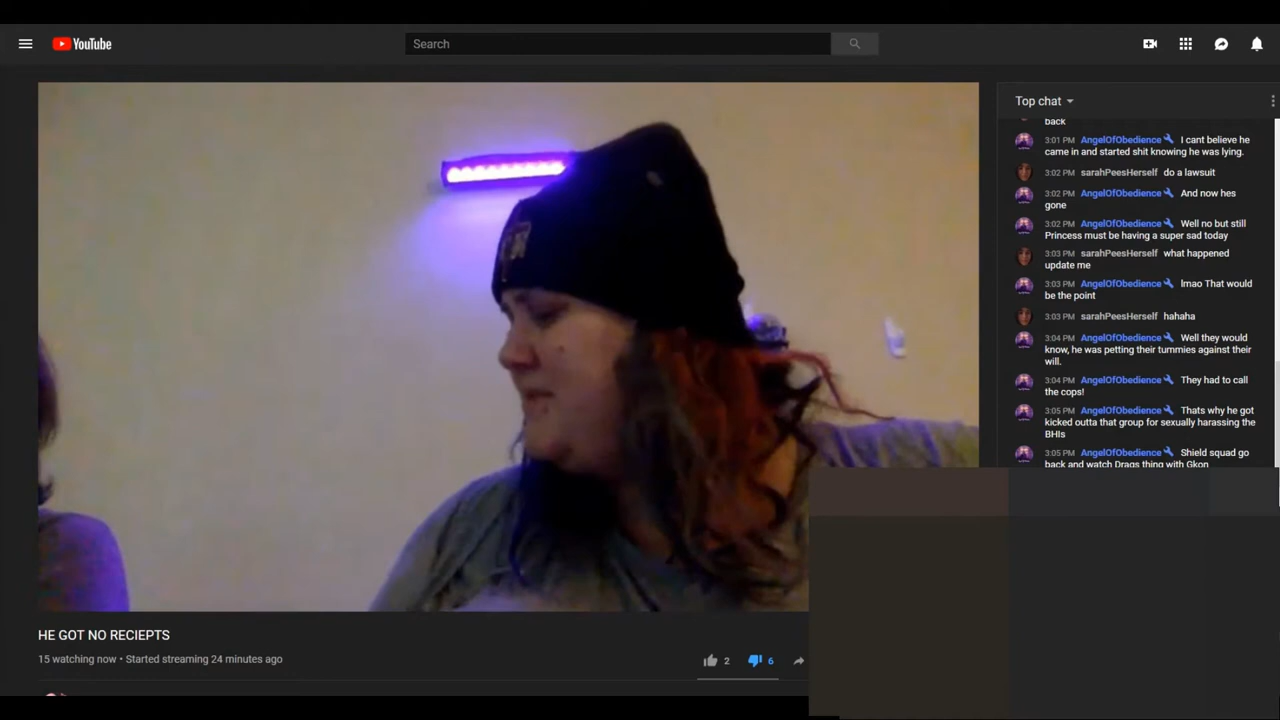 YouTube
Search
Top chat
back
3:01 PM AngelOfObedience I cant believe he
came in and started shit knowing he was lying.
3:02 PM sarahPeesHerself do a lawsuit
3:02 PM AngelOfObedience And now hes
gone
3:02 PM AngelOfObedience Well no but still
Princess must be having a super sad today
3:03 PM sarahPeesHerself what happened
update me
3:03 PM AngelOfObedience lmao That would
be the point
3:03 PM sarahPeesHerself hahaha
3:04 PM AngelOfObedience Well they would
know, he was petting their tummies against their
will.
3:04 PM AngelOfObedience They had to call
the cops!
3:05 PM AngelOfObedience Thats why he got
kicked outta that group for sexually harassing the
BHIs
3:05 PM AngelOfObedience Shield squad go
back and watch Drags thing with Gkon
HE GOT NO RECIEPTS
15 watching now • Started streaming 24 minutes ago
2
6